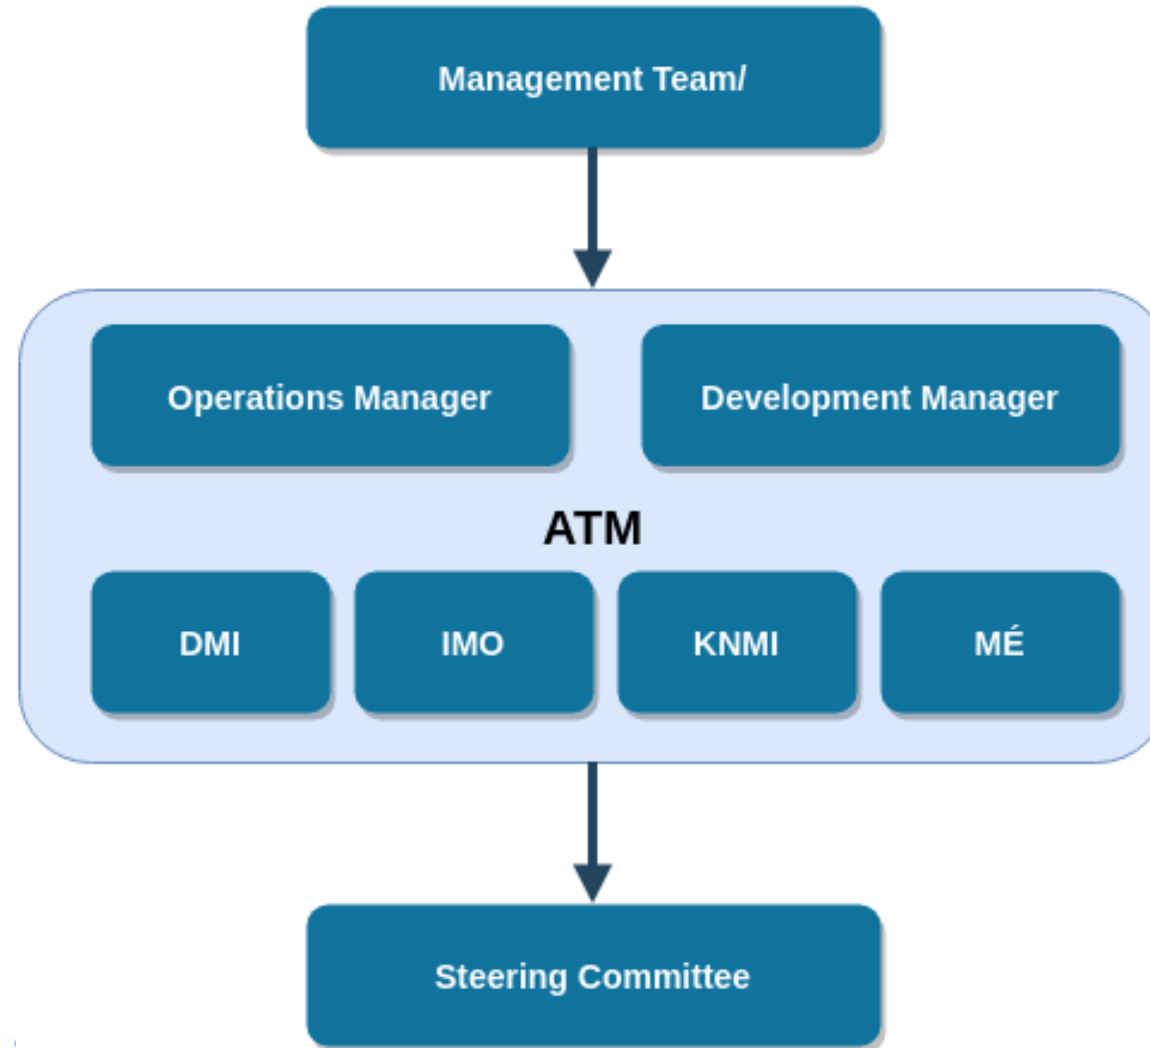 Management Team/
Operations Manager
Development Manager
ATM
DMI
IMO
KNMI
MÉ
Steering Committee